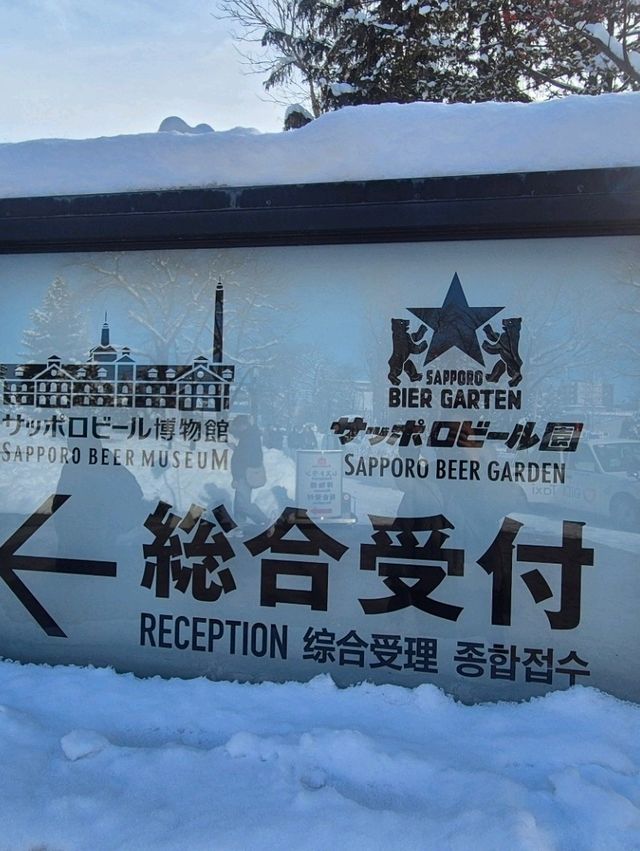 サッポロビール博物館
SAPPORO BEER MUSEUM
SAPPORO
BIER GARTEN
サッポロビール園
SAPPORO BEER GARDEN
総合受付
RECEPTION 综合受理 종합접수